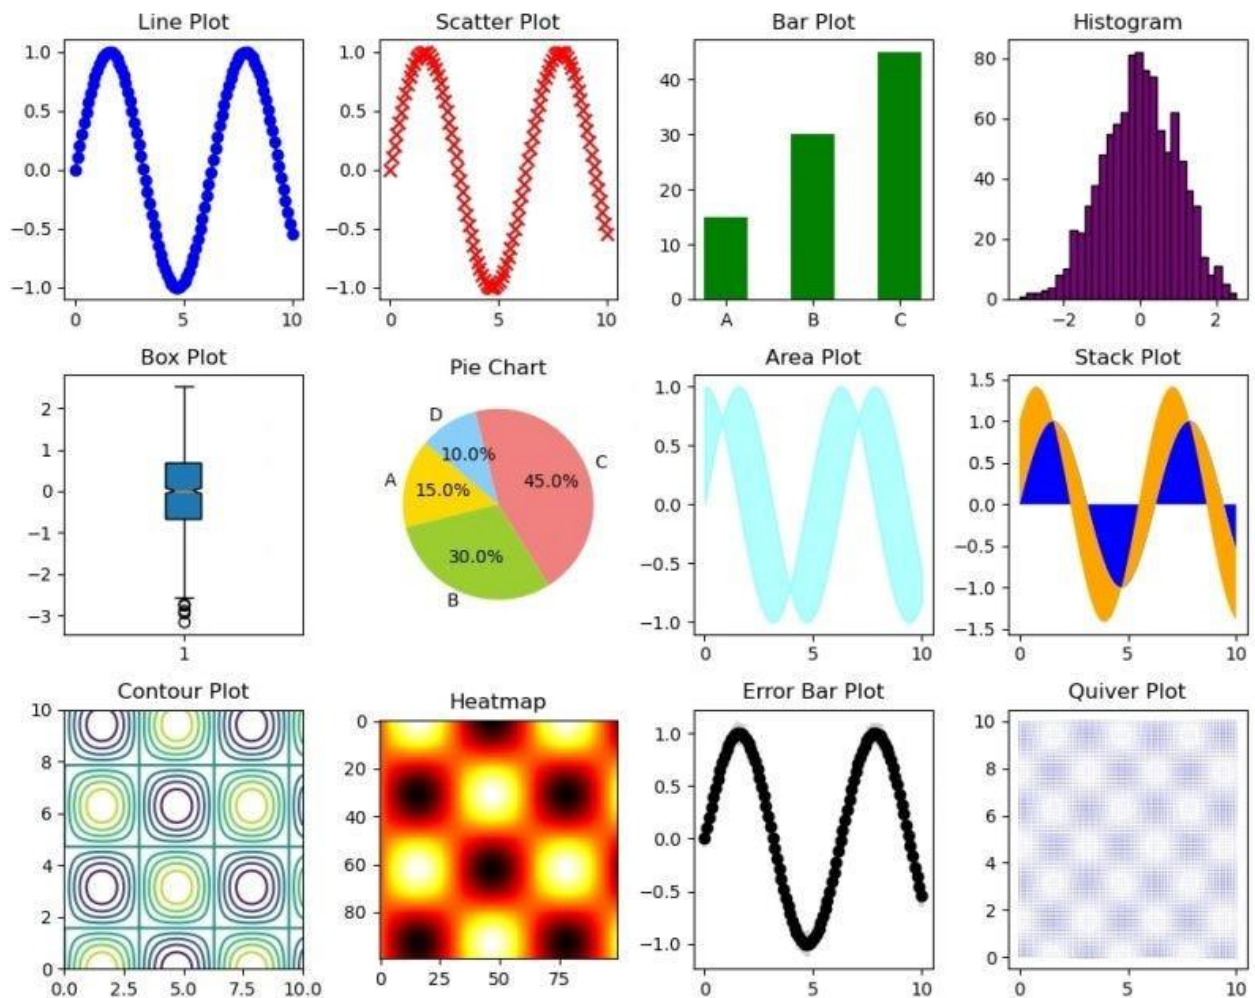 Line Plot
1.0
0.5
0.0
−0.5
−1.0
0 5 10
Scatter Plot
1.0
0.5
0.0
−0.5
−1.0
0 5 10
Bar Plot
40
30
20
10
0
A B C
Histogram
80
60
40
20
0
−2 0 2
Box Plot
2
1
0
−1
−2
−3
1
Pie Chart
D
10.0%
C
45.0%
A
15.0%
30.0%
B
Area Plot
1.0
0.5
0.0
−0.5
−1.0
0 5 10
Stack Plot
1.5
1.0
0.5
0.0
−0.5
−1.0
−1.5
0 5 10
Contour Plot
10
8
6
4
2
0
0.0 2.5 5.0 7.5 10.0
Heatmap
0
20
40
60
80
0 25 50 75
Error Bar Plot
1.0
0.5
0.0
−0.5
−1.0
0 5 10
Quiver Plot
10
8
6
4
2
0
0 5 10